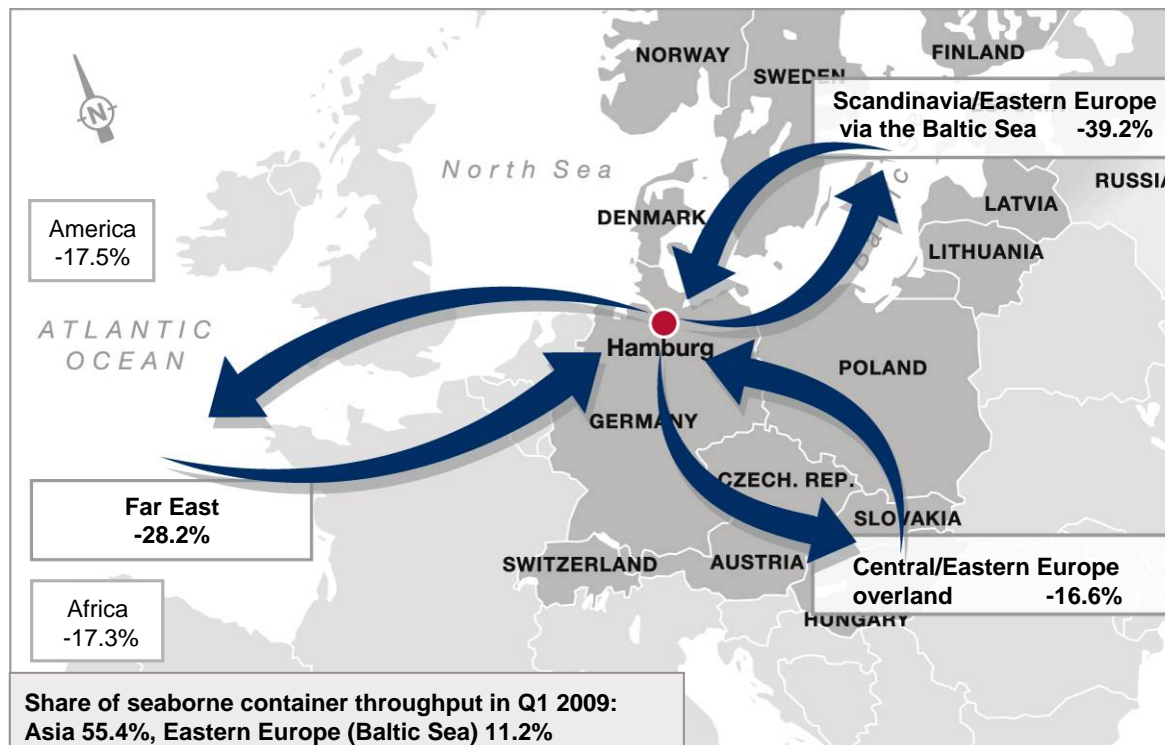 NORWAY
FINLAND
SWEDEN
Scandinavia/Eastern Europe
via the Baltic Sea -39.2%
North Sea
RUSSIA
America
-17.5%
DENMARK
LATVIA
LITHUANIA
ATLANTIC
OCEAN
Hamburg
POLAND
GERMANY
CZECH. REP.
Far East
-28.2%
SLOVAKIA
SWITZERLAND
AUSTRIA
Central/Eastern Europe
overland -16.6%
Africa
-17.3%
HUNGARY
Share of seaborne container throughput in Q1 2009:
Asia 55.4%, Eastern Europe (Baltic Sea) 11.2%
N